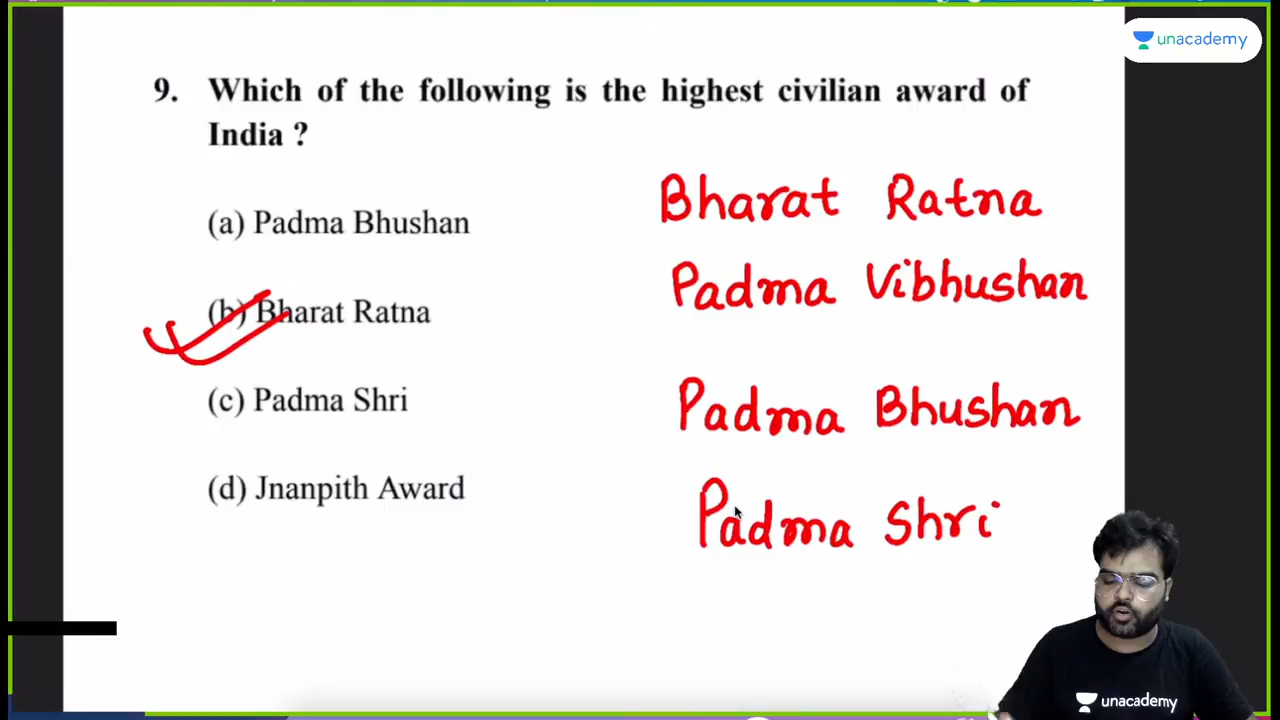 unacademy
9. Which of the following is the highest civilian award of
India ?
(a) Padma Bhushan
(b) Bharat Ratna
(c) Padma Shri
(d) Jnanpith Award
Bharat Ratna
Padma Vibhushan
Padma Bhushan
Padma Shri
unacademy